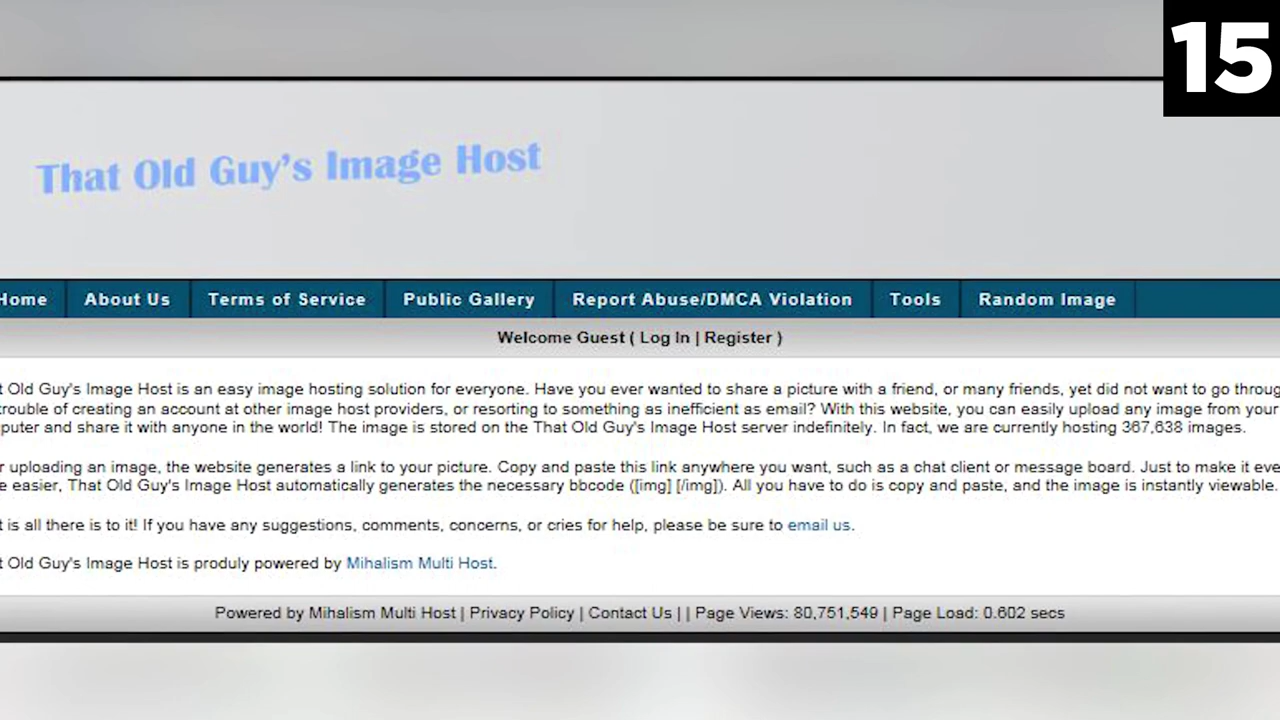 15
That Old Guy's Image Host
Home About Us Terms of Service Public Gallery Report Abuse/DMCA Violation Tools Random Image
Welcome Guest ( Log In | Register )
t Old Guy's Image Host is an easy image hosting solution for everyone. Have you ever wanted to share a picture with a friend, or many friends, yet did not want to go throug
trouble of creating an account at other image host providers, or resorting to something as inefficient as email? With this website, you can easily upload any image from your
puter and share it with anyone in the world! The image is stored on the That Old Guy's Image Host server indefinitely. In fact, we are currently hosting 367,638 images.
r uploading an image, the website generates a link to your picture. Copy and paste this link anywhere you want, such as a chat client or message board. Just to make it eve
e easier, That Old Guy's Image Host automatically generates the necessary bbcode ([img] [/img]). All you have to do is copy and paste, and the image is instantly viewable.
t is all there is to it! If you have any suggestions, comments, concerns, or cries for help, please be sure to email us.
t Old Guy's Image Host is produly powered by Mihalism Multi Host.
Powered by Mihalism Multi Host | Privacy Policy | Contact Us | | Page Views: 80,751,549 | Page Load: 0.602 secs